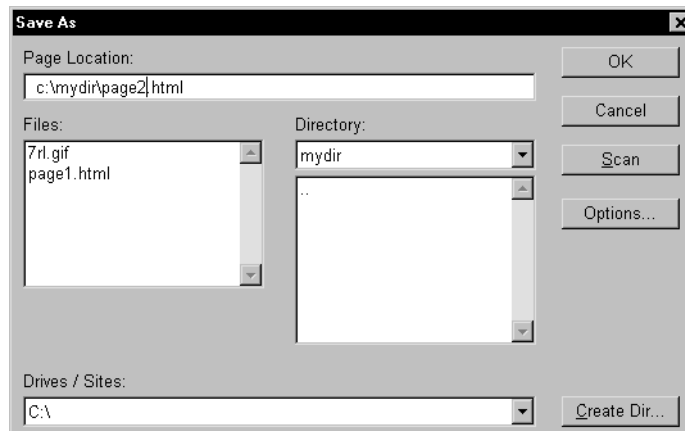 Save As
Page Location:
OK
c:\mydir\page2.html
Cancel
Files:
Directory:
7rl.gif
mydir
Scan
page1.html
..
Options...
Drives / Sites:
C:\
Create Dir...